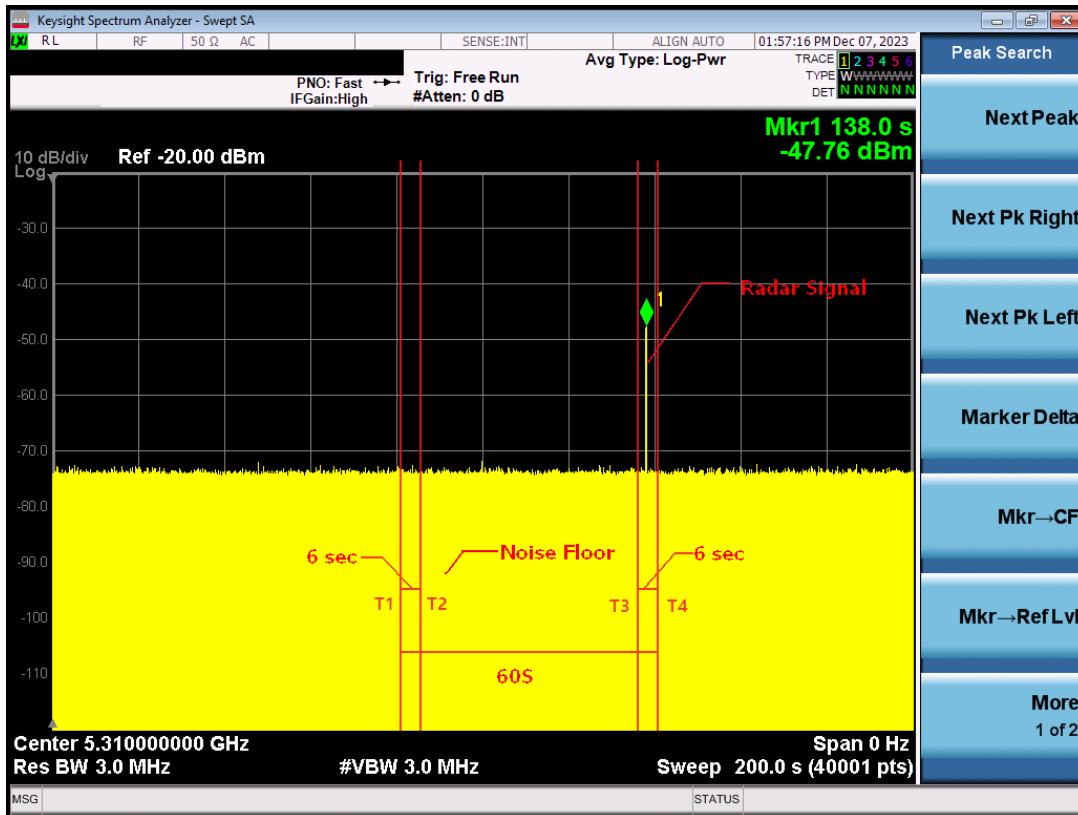 Keysight Spectrum Analyzer - Swept SA
LXI RL RF 50 Ω AC SENSE:INT ALIGN AUTO 01:57:16 PM Dec 07, 2023
Avg Type: Log-Pwr
TRACE 1 2 3 4 5 6
PNO: Fast
Trig: Free Run
TYPE WWWWWWW
IFGain:High
#Atten: 0 dB
DET N N N N N N
Mkr1 138.0 s
-47.76 dBm
10 dB/div Ref -20.00 dBm
Log
-30.0
-40.0
Radar Signal
1
-50.0
-60.0
-70.0
-80.0
-90.0
6 sec
Noise Floor
6 sec
T1 T2 T3 T4
-100
-110
60S
Center 5.310000000 GHz
Span 0 Hz
Res BW 3.0 MHz
#VBW 3.0 MHz
Sweep 200.0 s (40001 pts)
MSG
STATUS
Peak Search
Next Peak
Next Pk Right
Next Pk Left
Marker Delta
Mkr→CF
Mkr→Ref Lvl
More
1 of 2